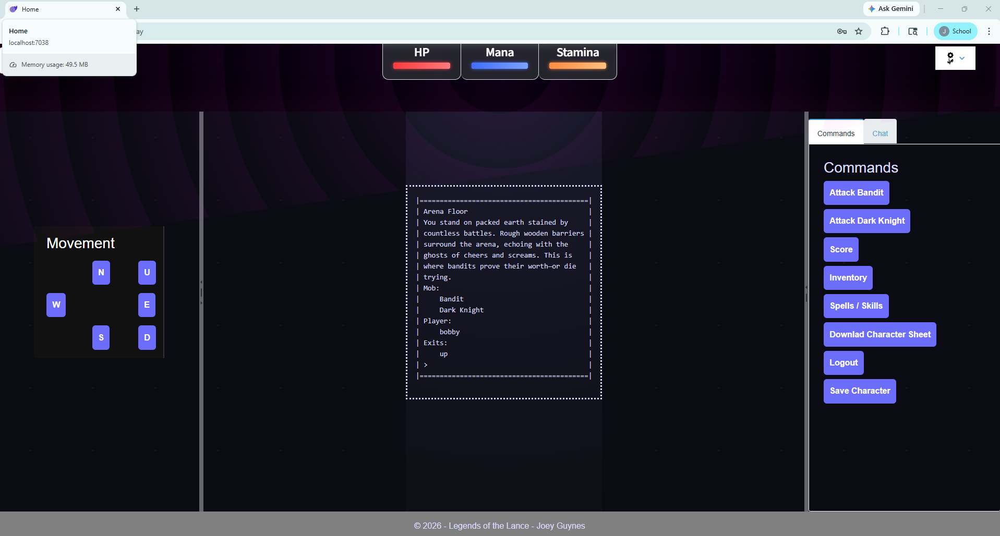 Home
Ask Gemini
Home
localhost:7038
Memory usage: 49.5 MB
ay
J School
HP Mana Stamina
Commands Chat
Commands
Attack Bandit
Attack Dark Knight
Score
Inventory
Spells / Skills
Downlad Character Sheet
Logout
Save Character
Movement
N U
W E
S D
|==========================================|
| Arena Floor |
| You stand on packed earth stained by |
| countless battles. Rough wooden barriers |
| surround the arena, echoing with the |
| ghosts of cheers and screams. This is |
| where bandits prove their worth—or die |
| trying. |
| Mob: |
| Bandit |
| Dark Knight |
| Player: |
| bobby |
| Exits: |
| up |
| > |
|==========================================|
© 2026 - Legends of the Lance - Joey Guynes